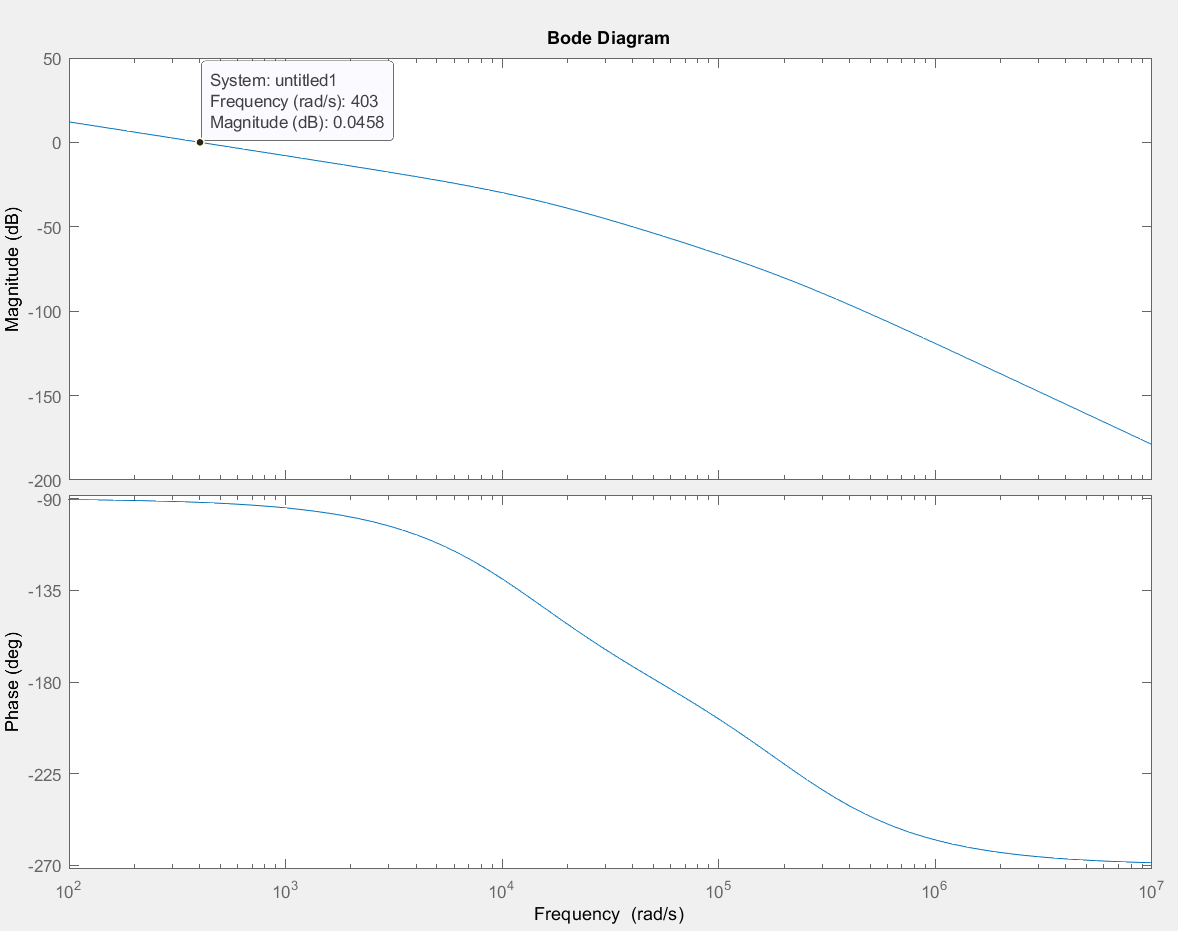 Bode Diagram
System: untitled1
Frequency (rad/s): 403
Magnitude (dB): 0.0458
50
0
-50
-100
-150
-200
Magnitude (dB)
-90
-135
-180
-225
-270
Phase (deg)
10^2
10^3
10^4
10^5
10^6
10^7
Frequency (rad/s)